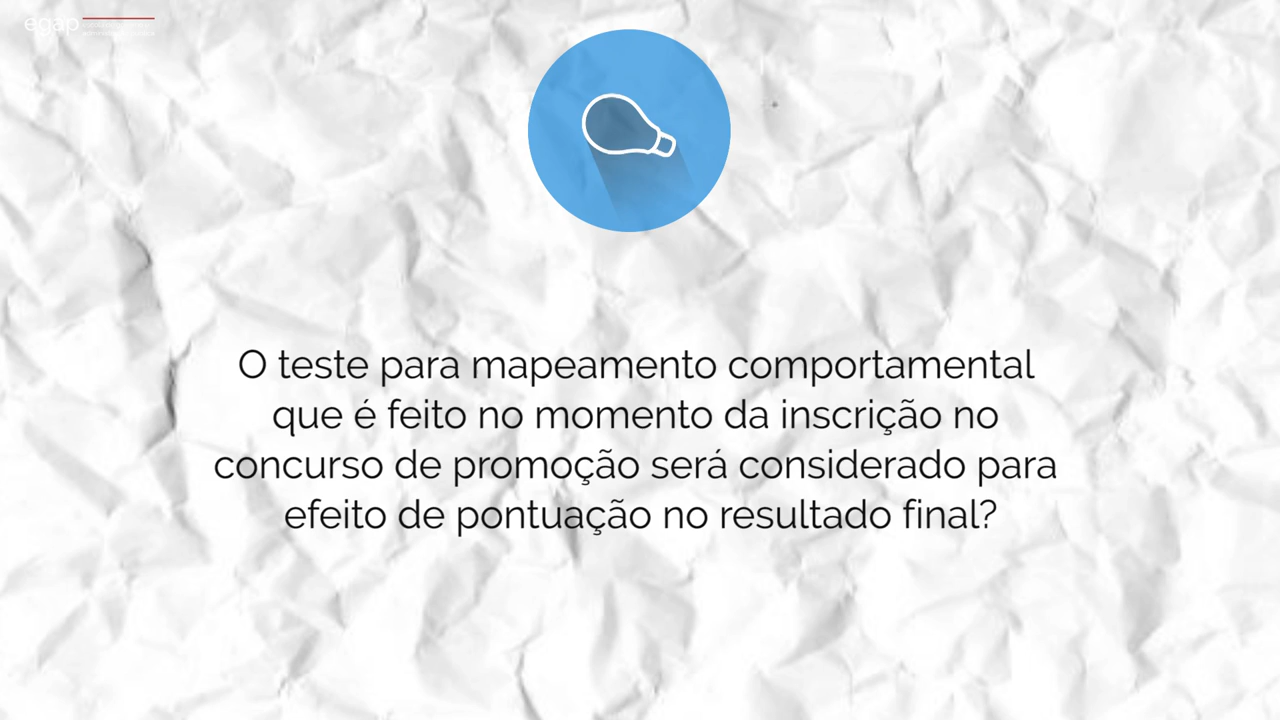 egap
O teste para mapeamento comportamental
que é feito no momento da inscrição no
concurso de promoção será considerado para
efeito de pontuação no resultado final?